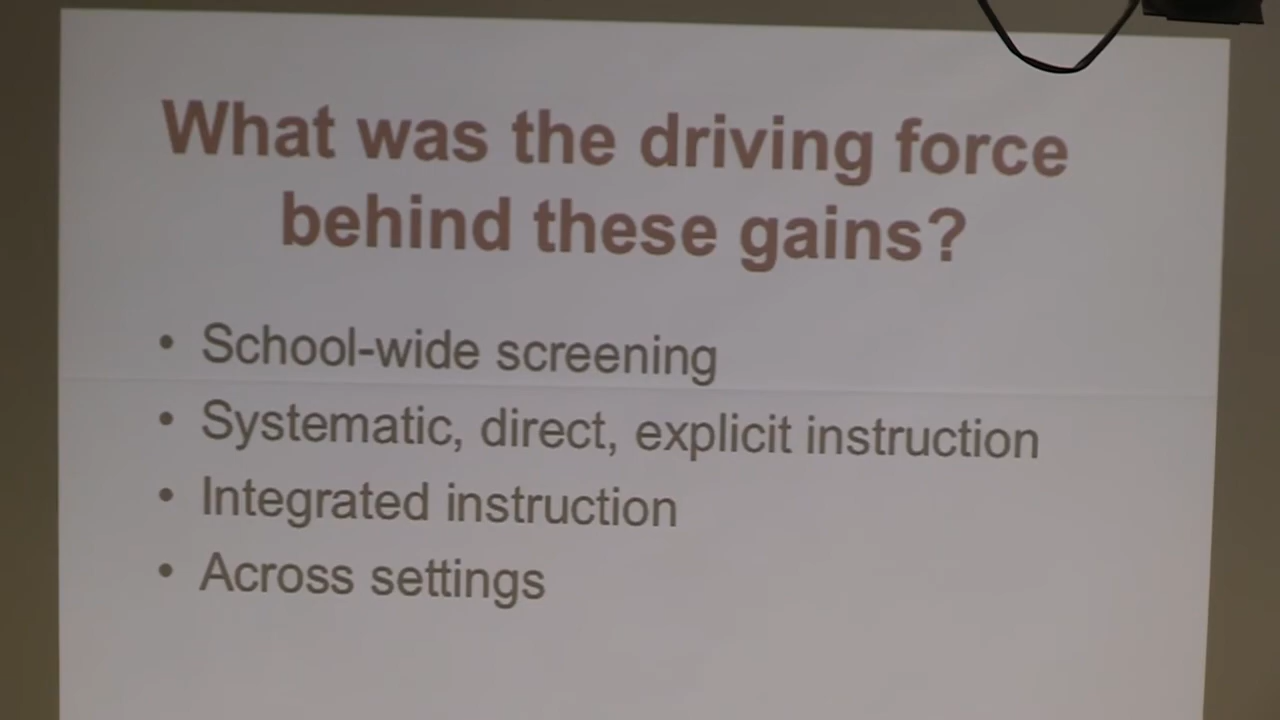 What was the driving force
behind these gains?
• School-wide screening
• Systematic, direct, explicit instruction
• Integrated instruction
• Across settings